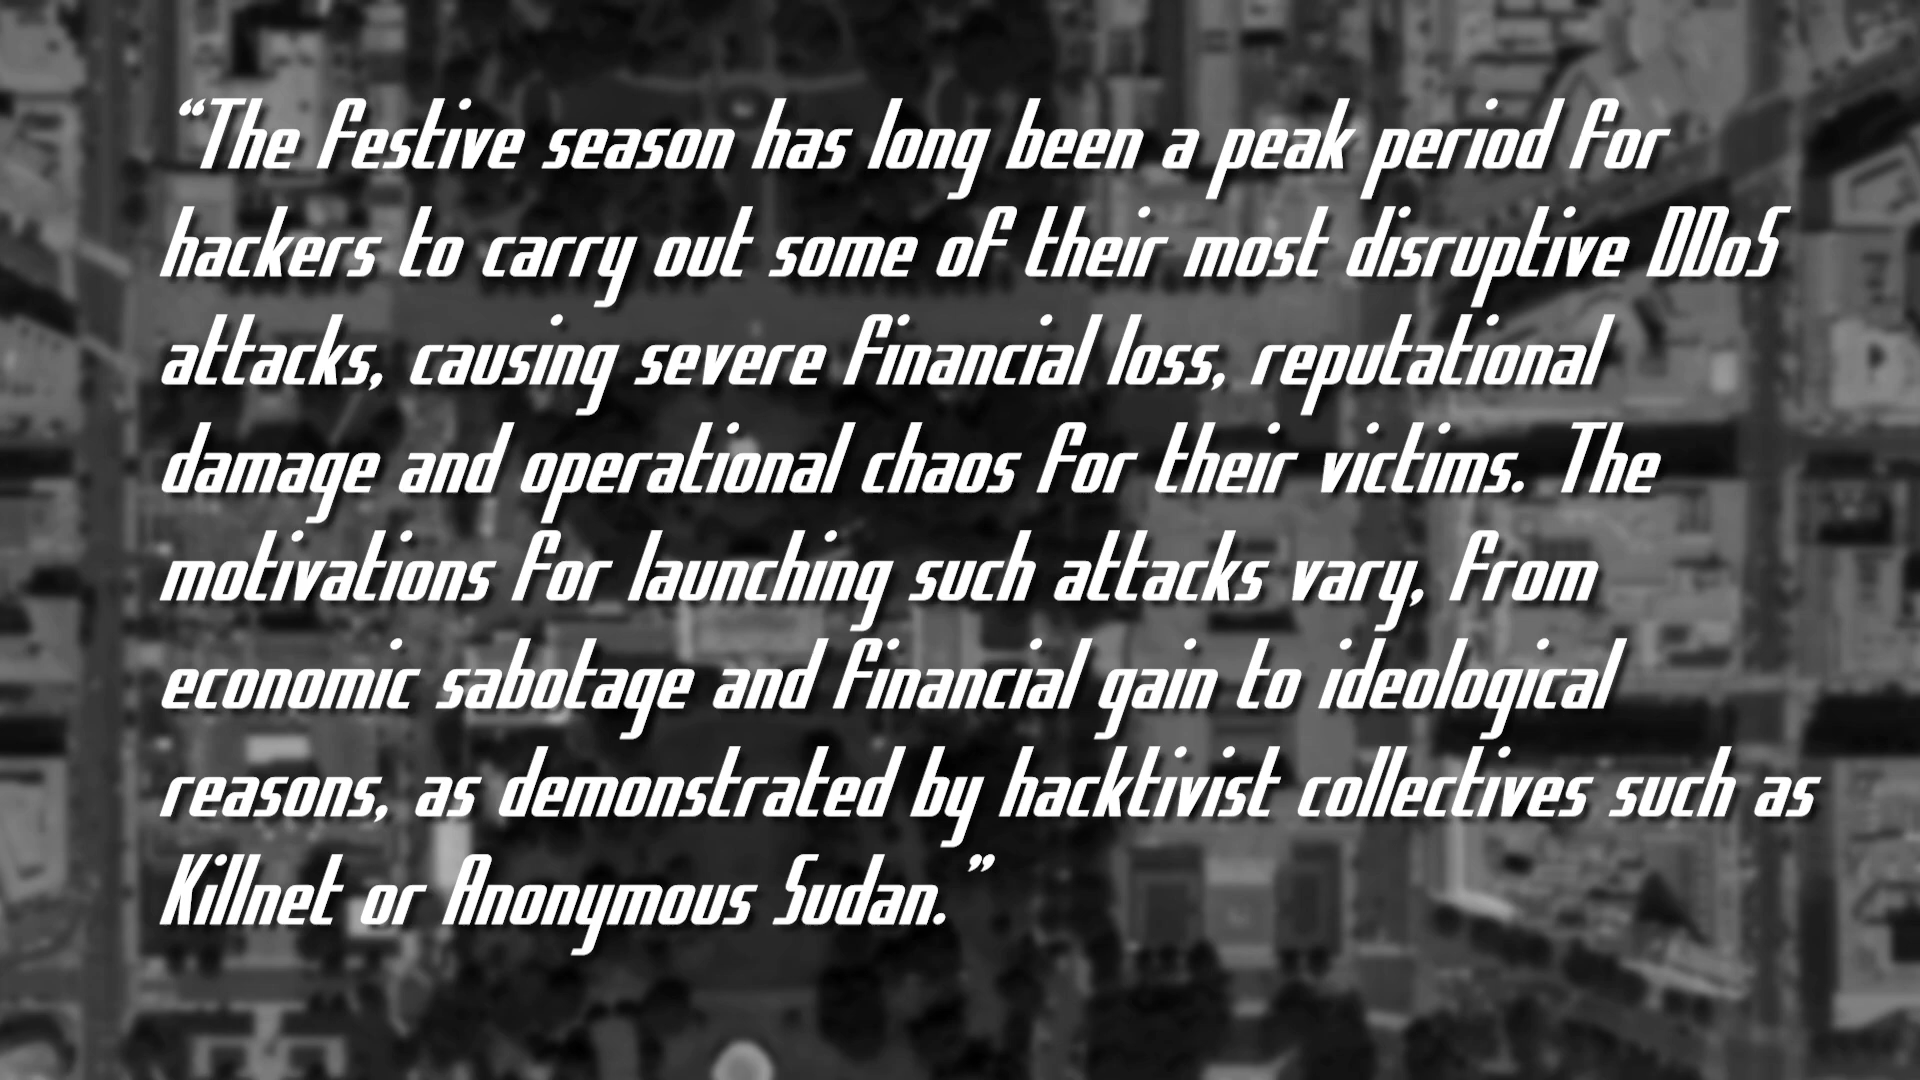 “The festive season has long been a peak period for
hackers to carry out some of their most disruptive DDoS
attacks, causing severe financial loss, reputational
damage and operational chaos for their victims. The
motivations for launching such attacks vary, from
economic sabotage and financial gain to ideological
reasons, as demonstrated by hacktivist collectives such as
Killnet or Anonymous Sudan.”